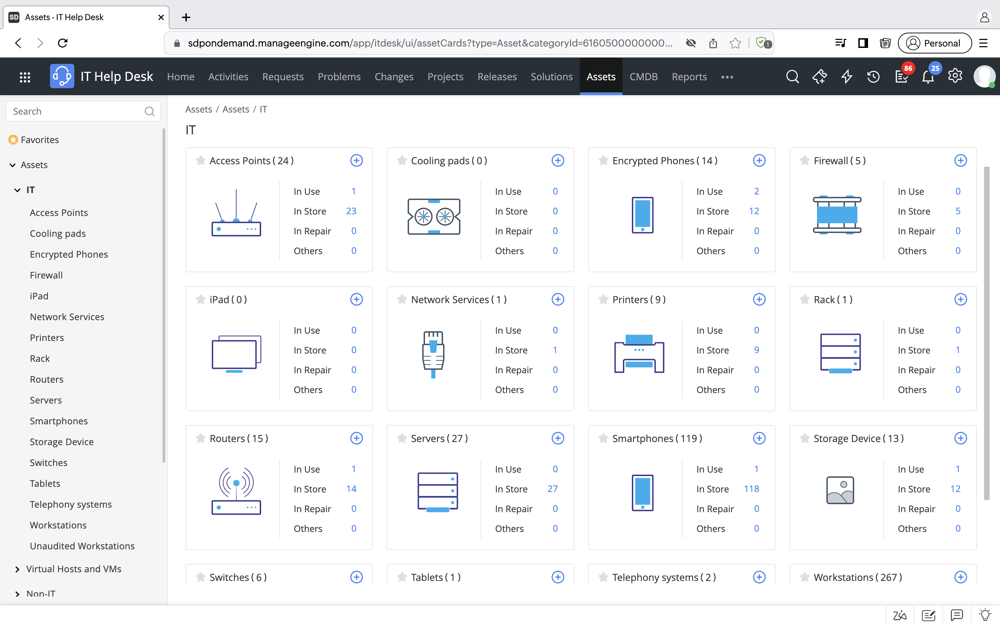 SD Assets - IT Help Desk
sdpondemand.manageengine.com/app/itdesk/ui/assetCards?type=Asset&categoryId=6160500000000... 1 Personal
IT Help Desk Home Activities Requests Problems Changes Projects Releases Solutions Assets CMDB Reports 86 25
Search
Favorites
Assets
IT
Access Points
Cooling pads
Encrypted Phones
Firewall
iPad
Network Services
Printers
Rack
Routers
Servers
Smartphones
Storage Device
Switches
Tablets
Telephony systems
Workstations
Unaudited Workstations
Virtual Hosts and VMs
Non-IT
Assets / Assets / IT
IT
Access Points ( 24 )
In Use 1
In Store 23
In Repair 0
Others 0
Cooling pads ( 0 )
In Use 0
In Store 0
In Repair 0
Others 0
Encrypted Phones ( 14 )
In Use 2
In Store 12
In Repair 0
Others 0
Firewall ( 5 )
In Use 0
In Store 5
In Repair 0
Others 0
iPad ( 0 )
In Use 0
In Store 0
In Repair 0
Others 0
Network Services ( 1 )
In Use 0
In Store 1
In Repair 0
Others 0
Printers ( 9 )
In Use 0
In Store 9
In Repair 0
Others 0
Rack ( 1 )
In Use 0
In Store 1
In Repair 0
Others 0
Routers ( 15 )
In Use 1
In Store 14
In Repair 0
Others 0
Servers ( 27 )
In Use 0
In Store 27
In Repair 0
Others 0
Smartphones ( 119 )
In Use 1
In Store 118
In Repair 0
Others 0
Storage Device ( 13 )
In Use 1
In Store 12
In Repair 0
Others 0
Switches ( 6 )
Tablets ( 1 )
Telephony systems ( 2 )
Workstations ( 267 )